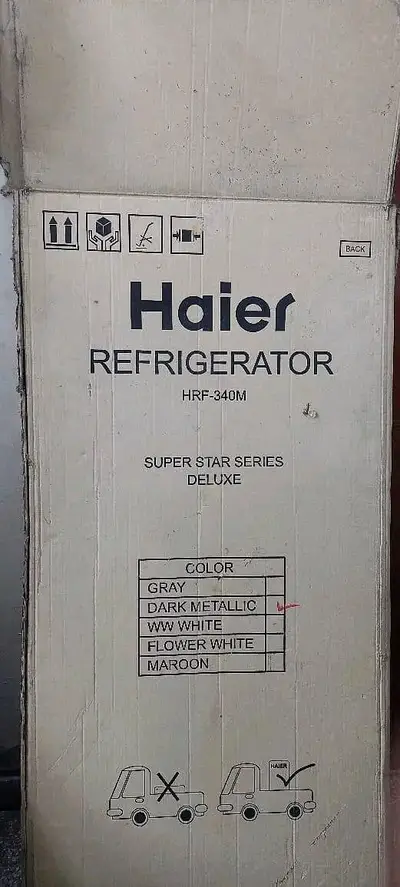 BACK
Haier
REFRIGERATOR
HRF-340M
SUPER STAR SERIES
DELUXE
COLOR
GRAY
DARK METALLIC
WW WHITE
FLOWER WHITE
MAROON
HAIER